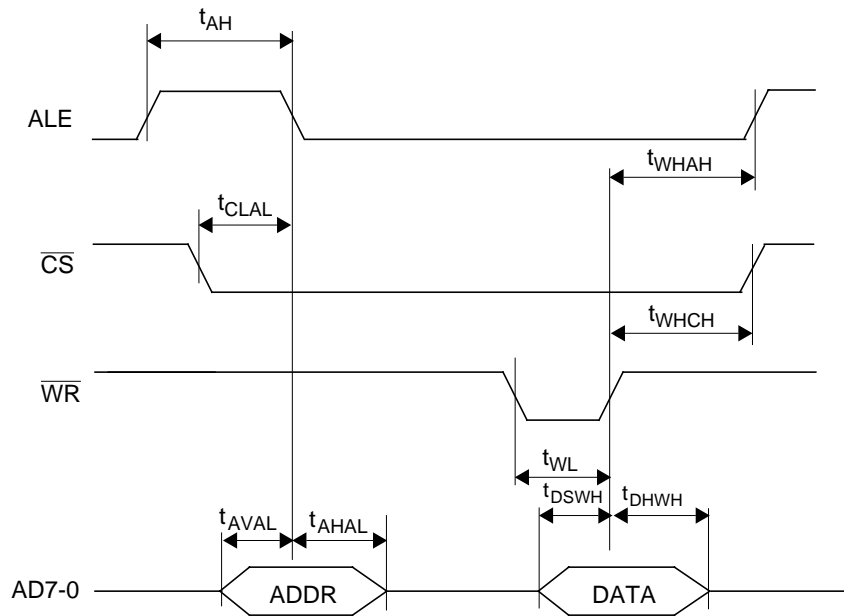 tAH
ALE
tWHAH
tCLAL
CS
tWHCH
WR
tWL
tDSWH
tDHWH
tAVAL
tAHAL
AD7-0
ADDR
DATA